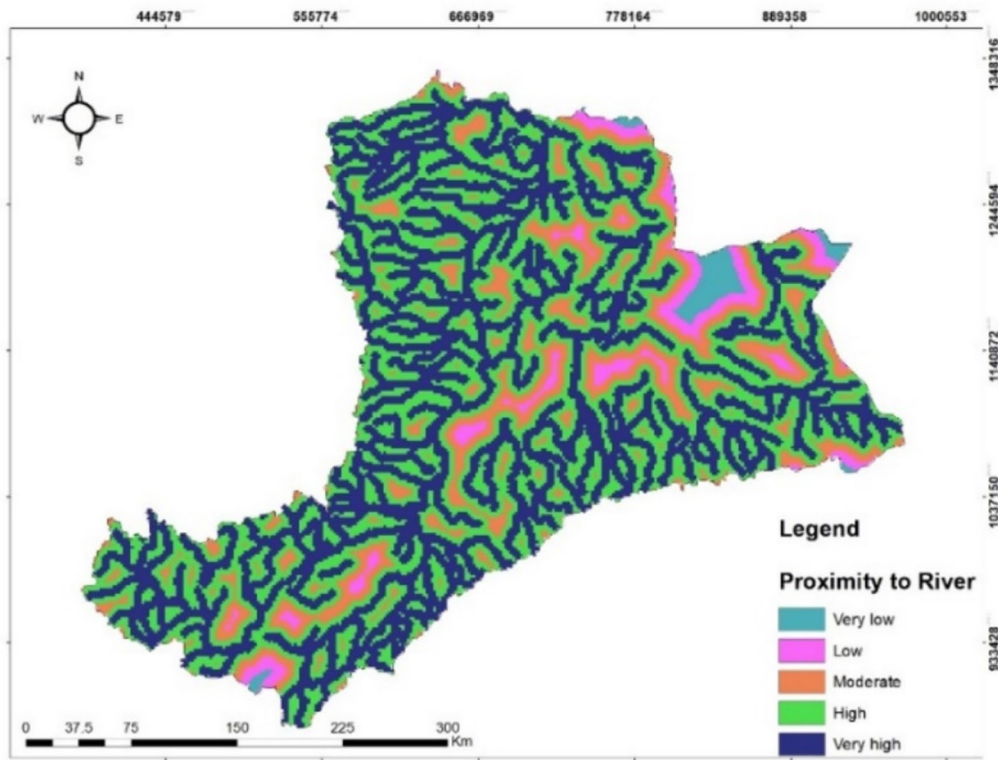 444579 555774 666969 778164 889358 1000553
1348316
N
W E
S
1244594
1140872
1037150
Legend
Proximity to River
Very low
933428
Low
Moderate
High
0 37.5 75 150 225 300
Km
Very high